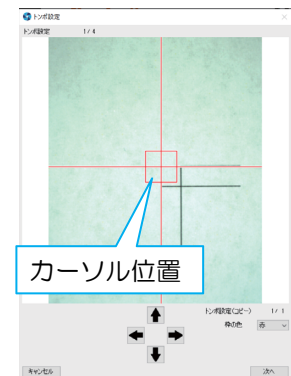 トンボ設定
トンボ設定 1 / 4
カーソル位置
トンボ設定(コピー) 1 / 1
枠の色 赤
キャンセル 次へ